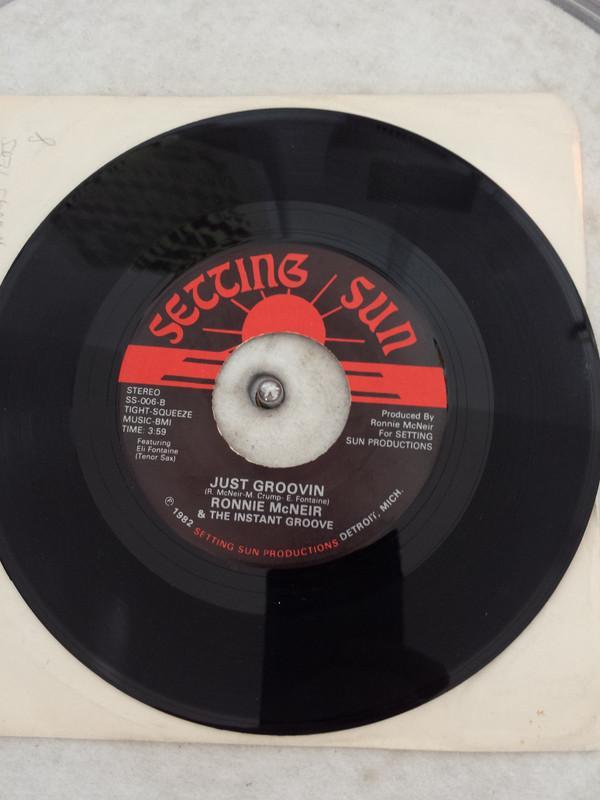 SETTING SUN
STEREO
SS-006-B
TIGHT-SQUEEZE
MUSIC-BMI
TIME: 3:59
Featuring
Eli Fontaine
(Tenor Sax)
Produced By
Ronnie McNeir
For SETTING
SUN PRODUCTIONS
JUST GROOVIN
(R. McNeir-M. Crump- E. Fontaine)
RONNIE McNEIR
& THE INSTANT GROOVE
℗ 1982 SETTING SUN PRODUCTIONS DETROIT, MICH.